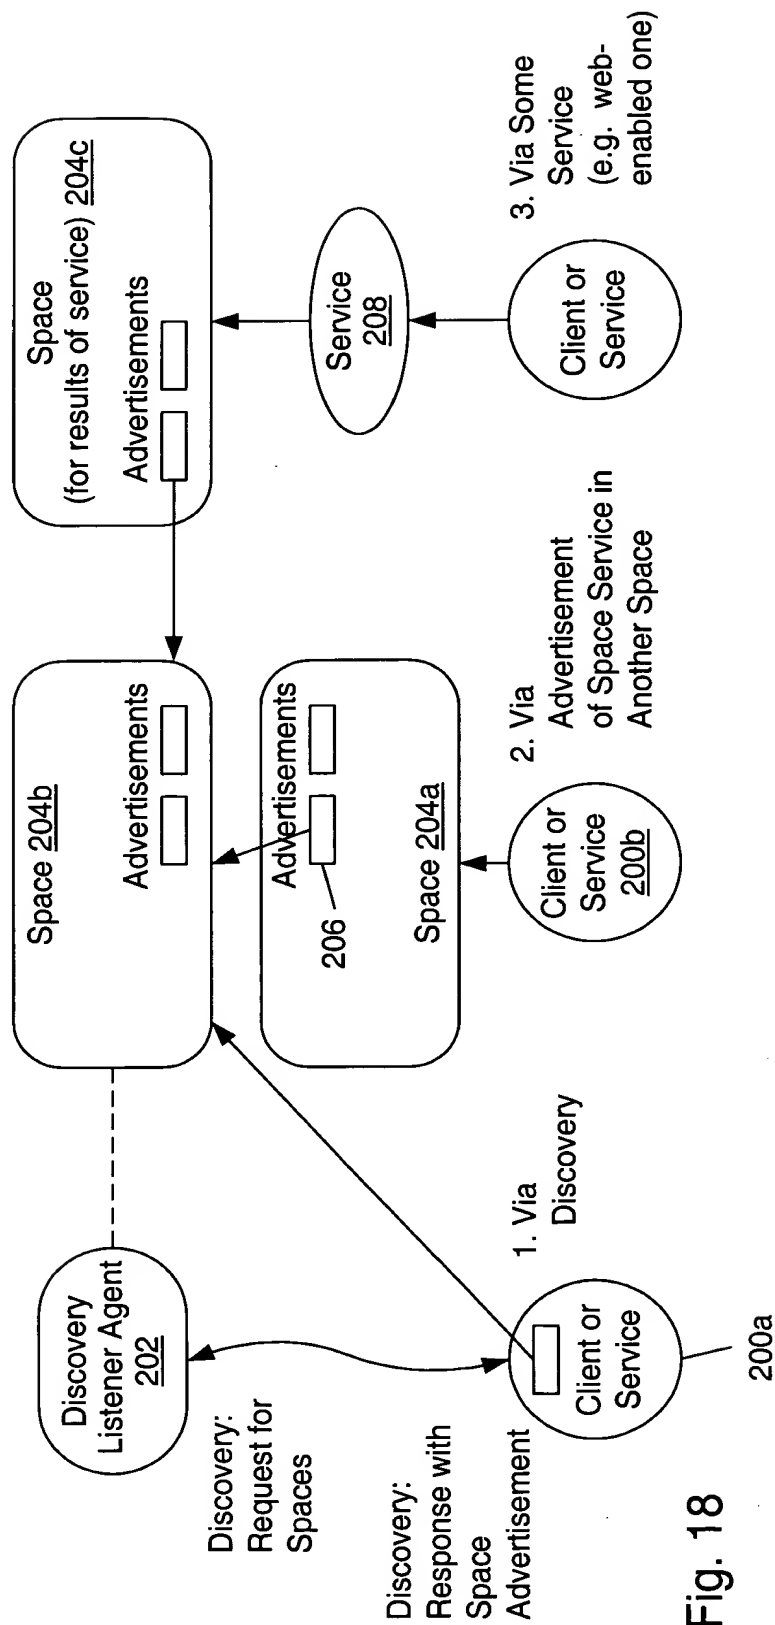 Discovery
Listener Agent
202
Discovery:
Request for
Spaces
Discovery:
Response with
Space
Advertisement
Client or
Service
200a
1. Via
Discovery
Space 204b
Advertisements
Advertisements
206
Space 204a
Client or
Service
200b
2. Via
Advertisement
of Space Service in
Another Space
Space
(for results of service) 204c
Advertisements
Service
208
Client or
Service
3. Via Some
Service
(e.g. web-
enabled one)
Fig. 18